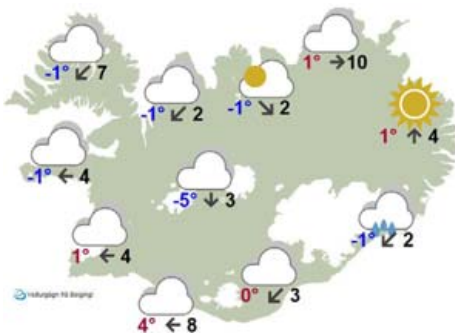 1° →10
-1° ↙ 7
-1° ↙ 2
-1° ↘ 2
1° ↑ 4
-1° ← 4
-5° ↓ 3
-1° ↙ 2
1° ← 4
0° ↙ 3
4° ← 8